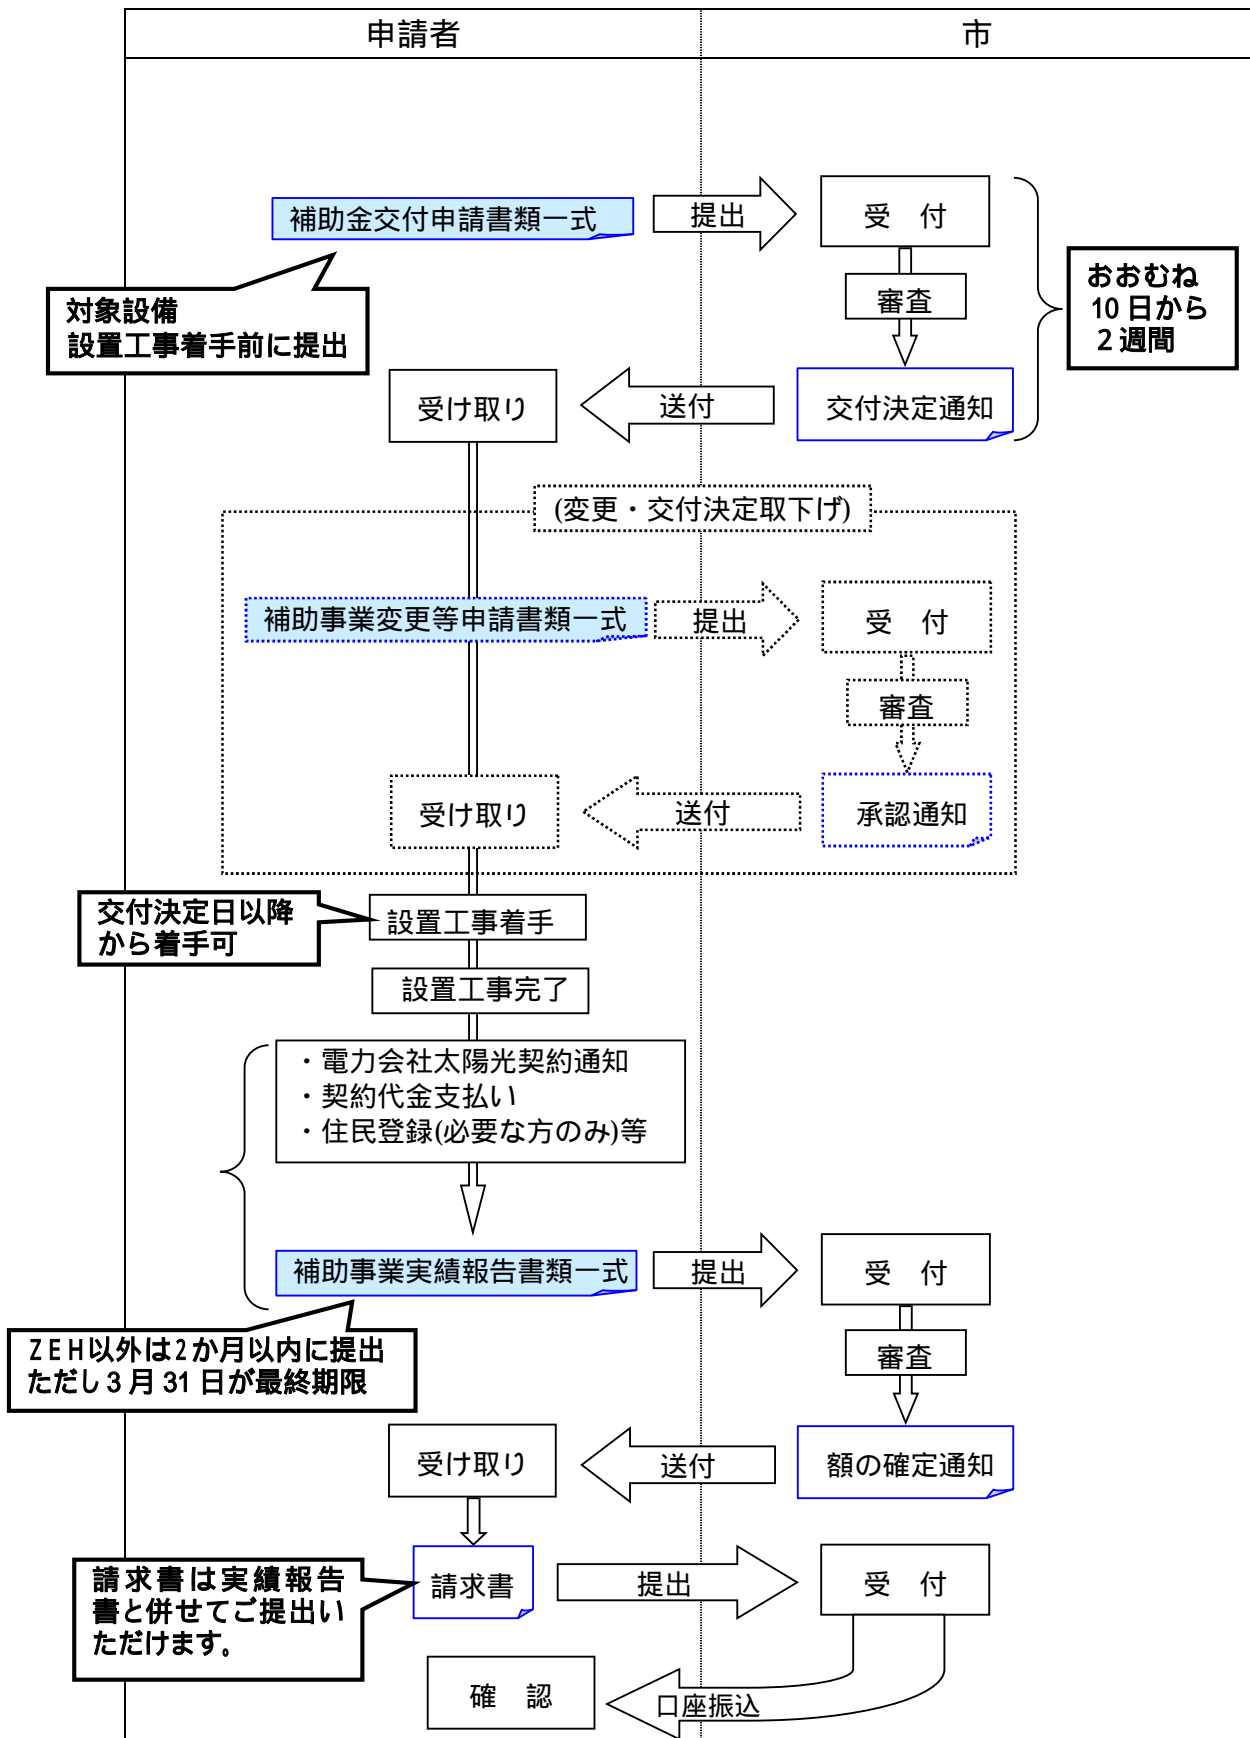 申請者
市
補助金交付申請書類一式
提出
受　付
審査
おおむね
10日から
2週間
対象設備
設置工事着手前に提出
受け取り
送付
交付決定通知
(変更・交付決定取下げ)
補助事業変更等申請書類一式
提出
受　付
審査
受け取り
送付
承認通知
交付決定日以降
から着手可
設置工事着手
設置工事完了
・電力会社太陽光契約通知
・契約代金支払い
・住民登録(必要な方のみ)等
補助事業実績報告書類一式
提出
受　付
審査
ZEH以外は2か月以内に提出
ただし3月31日が最終期限
受け取り
送付
額の確定通知
請求書は実績報告
書と併せてご提出い
ただけます。
請求書
提出
受　付
確　認
口座振込